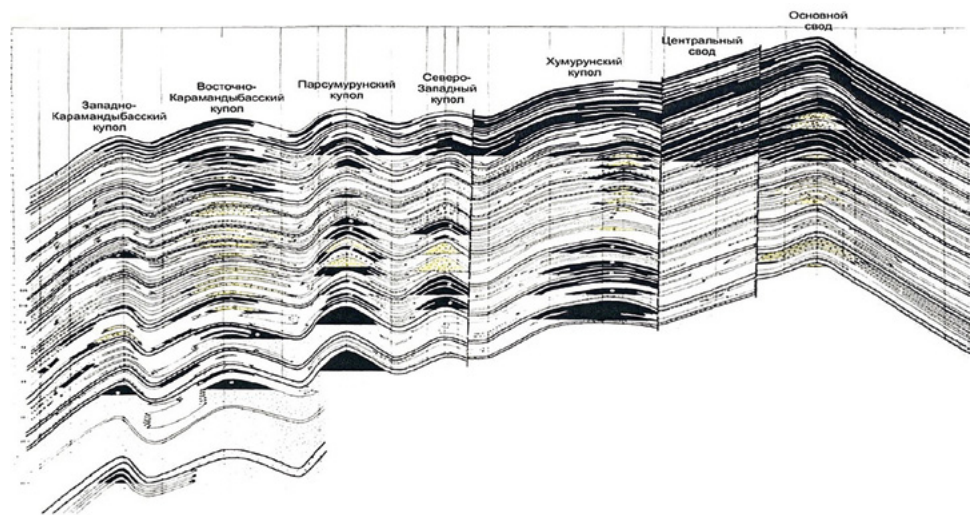 Западно-
Карамандыбасский
купол
Восточно-
Карамандыбасский
купол
Парсумурунский
купол
Северо-
Западный
купол
Хумурунский
купол
Центральный
свод
Основной
свод